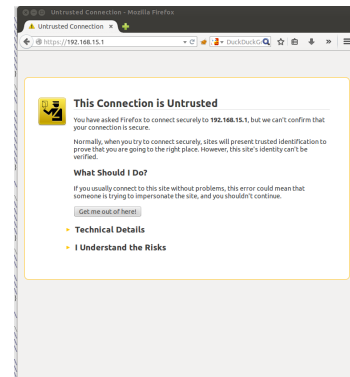 Untrusted Connection - Mozilla Firefox
Untrusted Connection
https://192.168.15.1
DuckDuckG
This Connection is Untrusted
You have asked Firefox to connect securely to 192.168.15.1, but we can't confirm that
your connection is secure.
Normally, when you try to connect securely, sites will present trusted identification to
prove that you are going to the right place. However, this site's identity can't be
verified.
What Should I Do?
If you usually connect to this site without problems, this error could mean that
someone is trying to impersonate the site, and you shouldn't continue.
Get me out of here!
Technical Details
I Understand the Risks